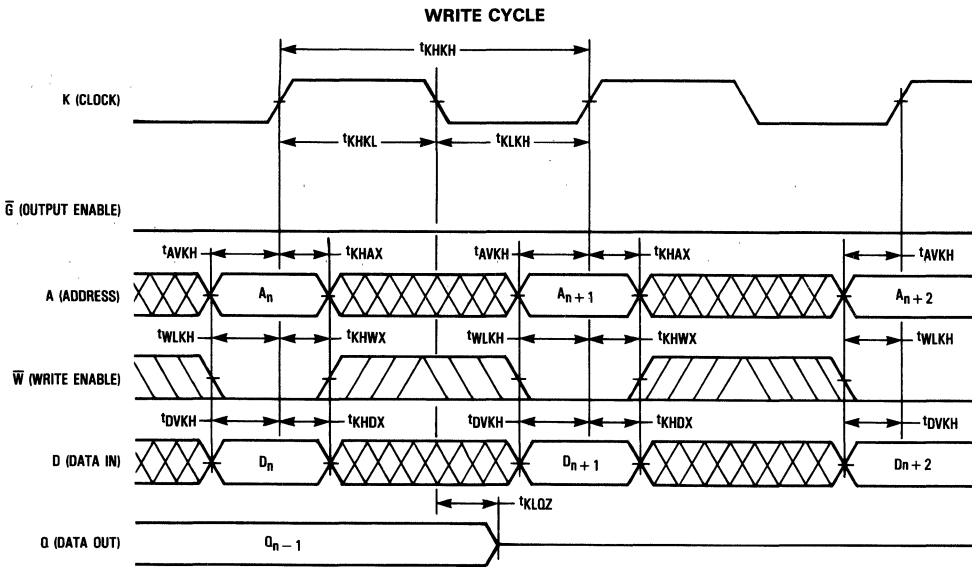 WRITE CYCLE
tKHKH
K (CLOCK)
tKHKL
tKLKH
G̅ (OUTPUT ENABLE)
tAVKH
tKHAX
tAVKH
tKHAX
tAVKH
A (ADDRESS)
An
An + 1
An + 2
tWLKH
tKHWX
tWLKH
tKHWX
tWLKH
W̅ (WRITE ENABLE)
tDVKH
tKHDX
tDVKH
tKHDX
tDVKH
D (DATA IN)
Dn
Dn + 1
Dn + 2
tKLQZ
Q (DATA OUT)
Qn − 1